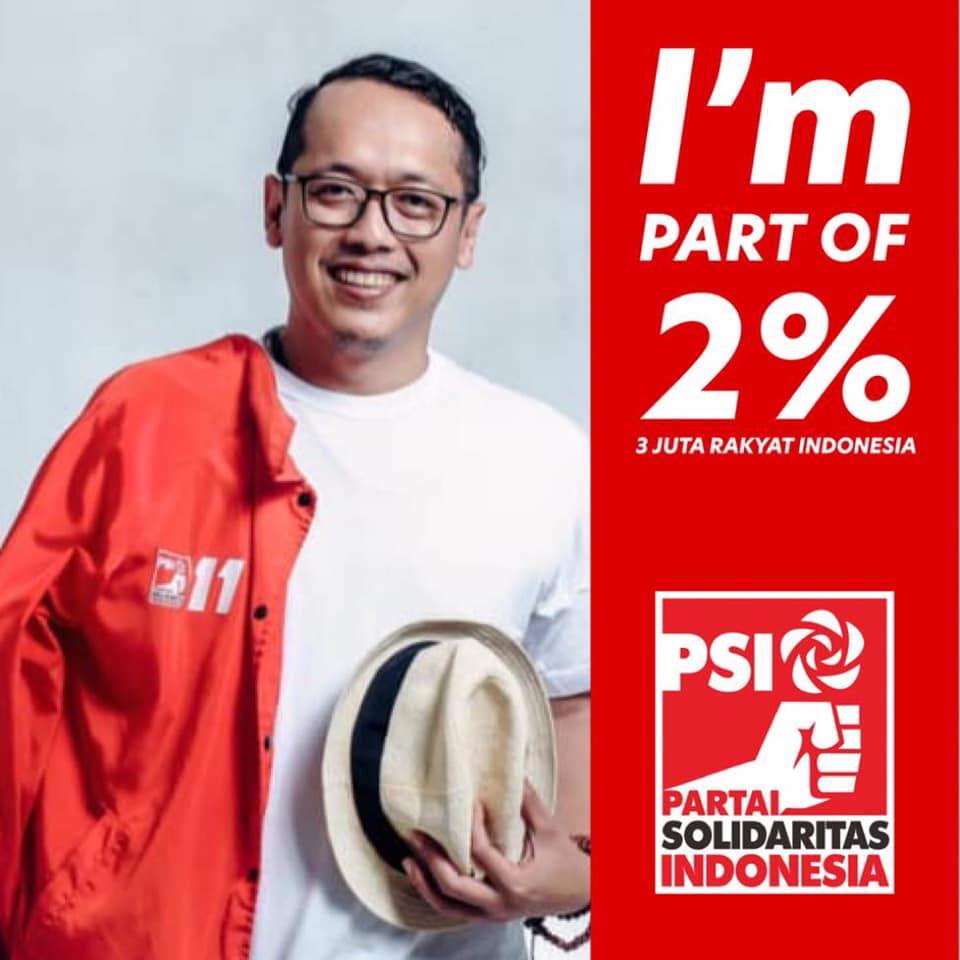 I'm
PART OF
2%
3 JUTA RAKYAT INDONESIA
11
PSI
PARTAI
SOLIDARITAS
INDONESIA